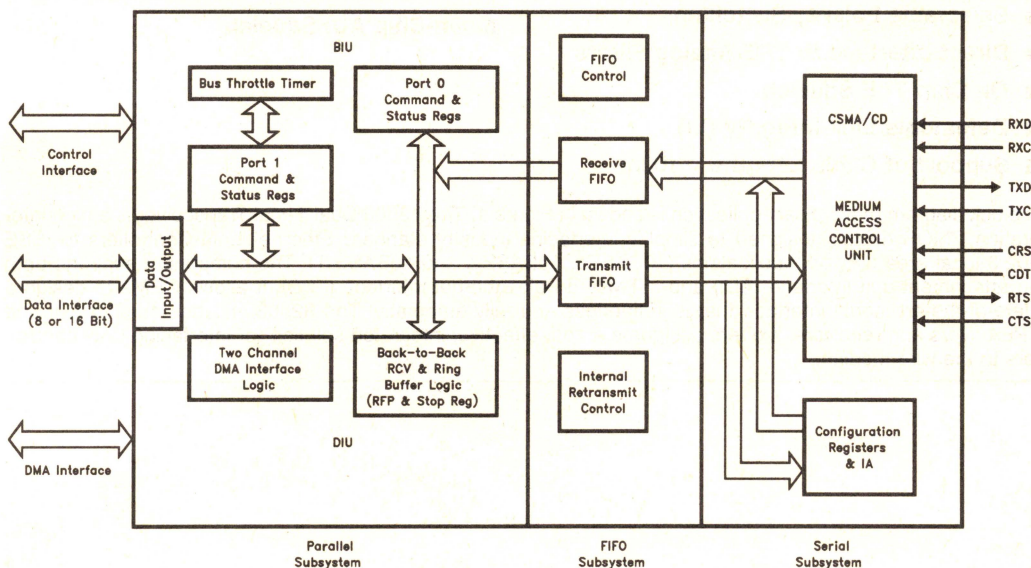 BIU
Bus Throttle Timer
Port 0
Command &
Status Regs
Port 1
Command &
Status Regs
Control
Interface
Data Interface
(8 or 16 Bit)
Data
Input/Output
Two Channel
DMA Interface
Logic
Back-to-Back
RCV & Ring
Buffer Logic
(RFP & Stop Reg)
DIU
DMA Interface
FIFO
Control
Receive
FIFO
Transmit
FIFO
Internal
Retransmit
Control
CSMA/CD
MEDIUM
ACCESS
CONTROL
UNIT
Configuration
Registers
& IA
RXD
RXC
TXD
TXC
CRS
CDT
RTS
CTS
Parallel
Subsystem
FIFO
Subsystem
Serial
Subsystem